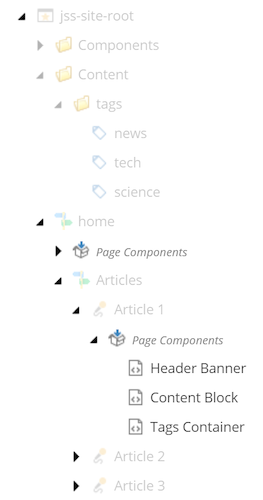 jss-site-root
Components
Content
tags
news
tech
science
home
Page Components
Articles
Article 1
Page Components
Header Banner
Content Block
Tags Container
Article 2
Article 3